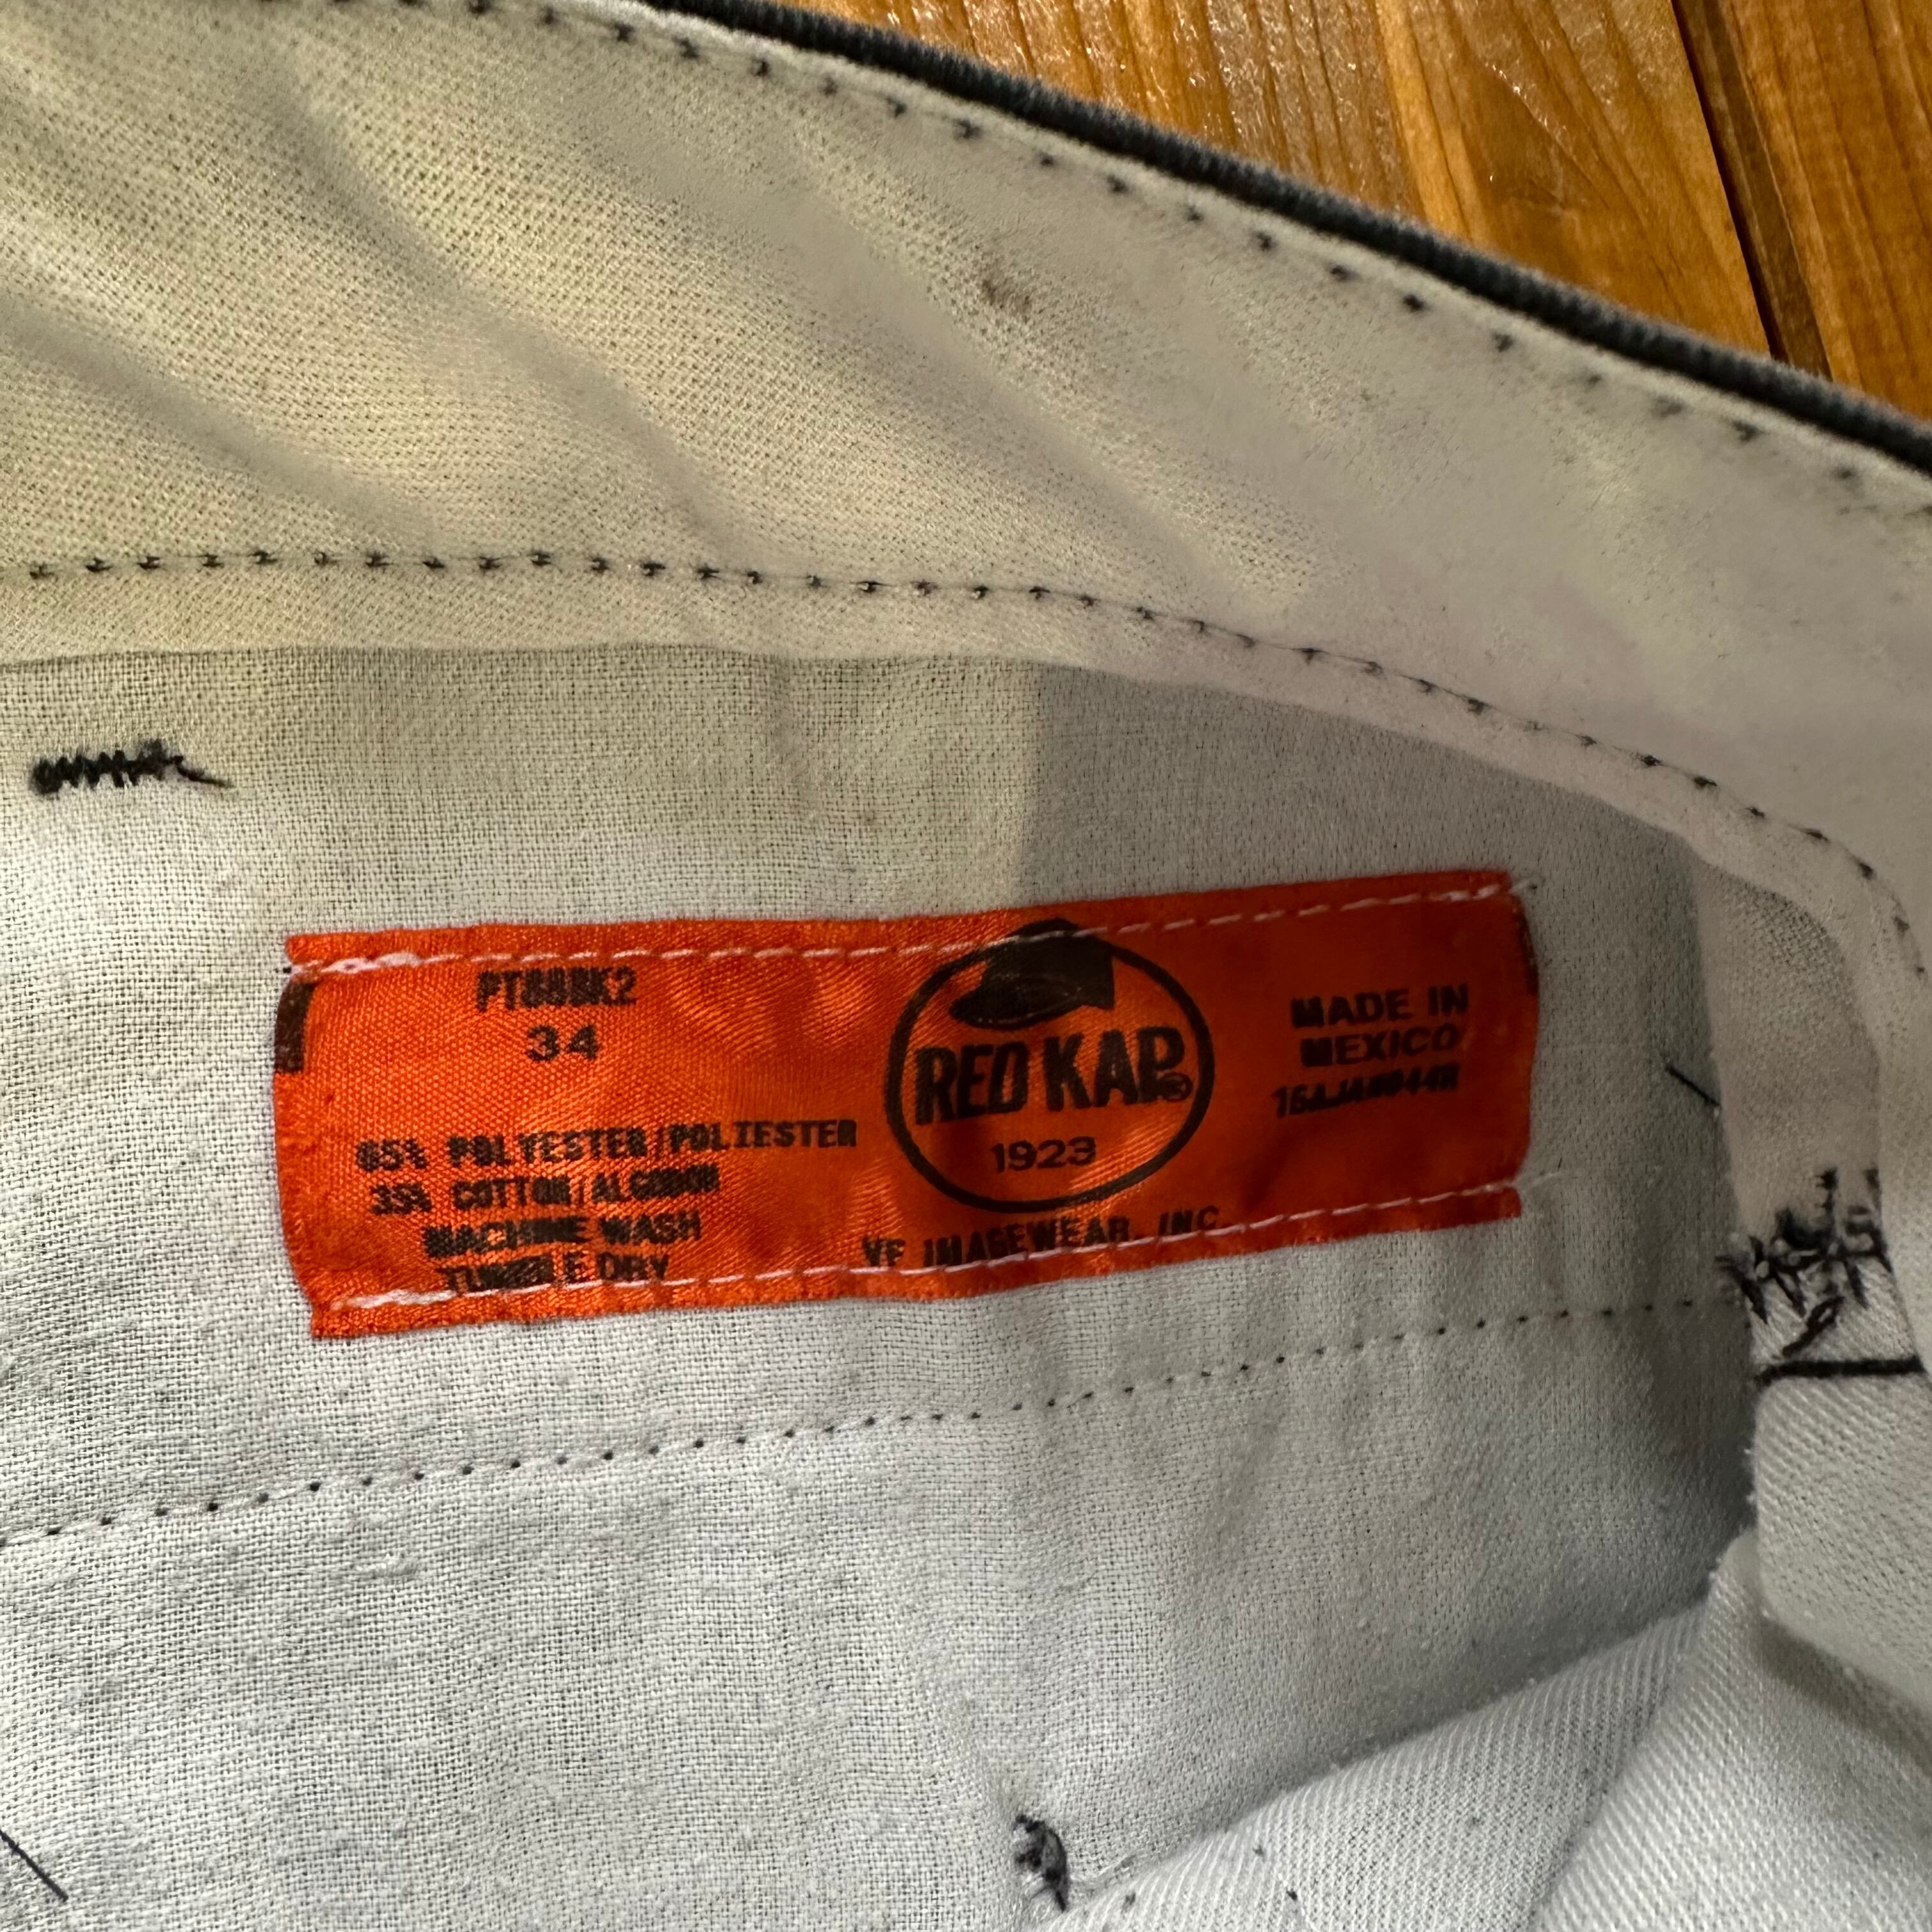 PT88BK2
34
65% POLYESTER/POLIESTER
35% COTTON/ALGODON
MACHINE WASH
TUMBLE DRY
RED KAP®
1923
VF IMAGEWEAR, INC
MADE IN
MEXICO